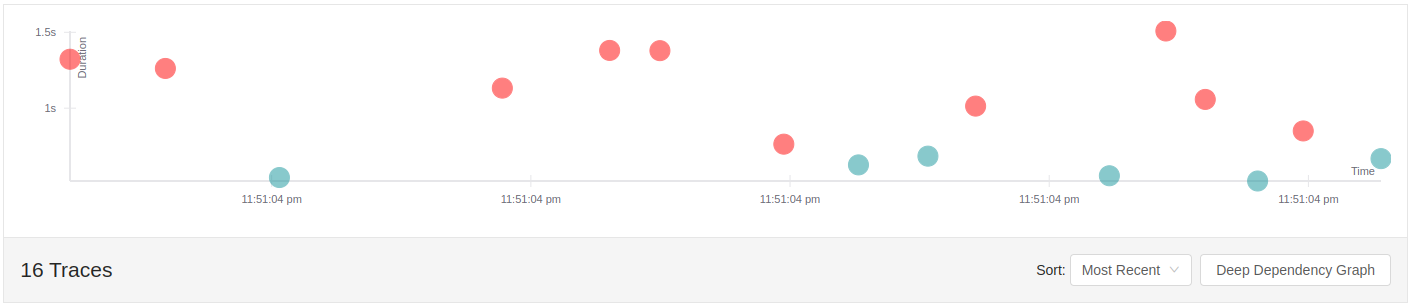 1.5s
Duration
1s
Time
11:51:04 pm 11:51:04 pm 11:51:04 pm 11:51:04 pm 11:51:04 pm
16 Traces
Sort: Most Recent Deep Dependency Graph